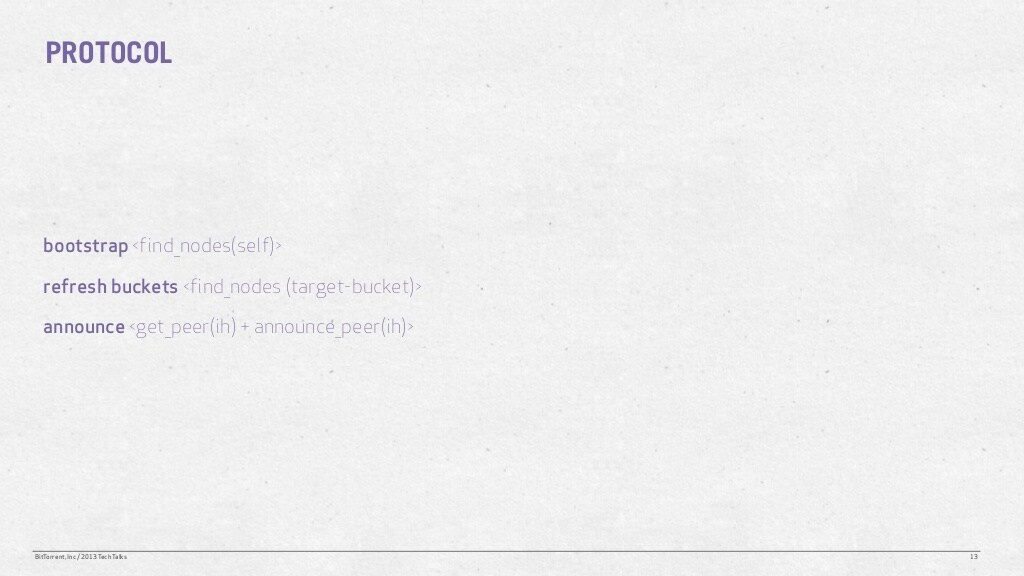 PROTOCOL
bootstrap <find_nodes(self)>
refresh buckets <find_nodes (target-bucket)>
announce <get_peer(ih) + announce_peer(ih)>
BitTorrent, Inc / 2013 Tech Talks
13